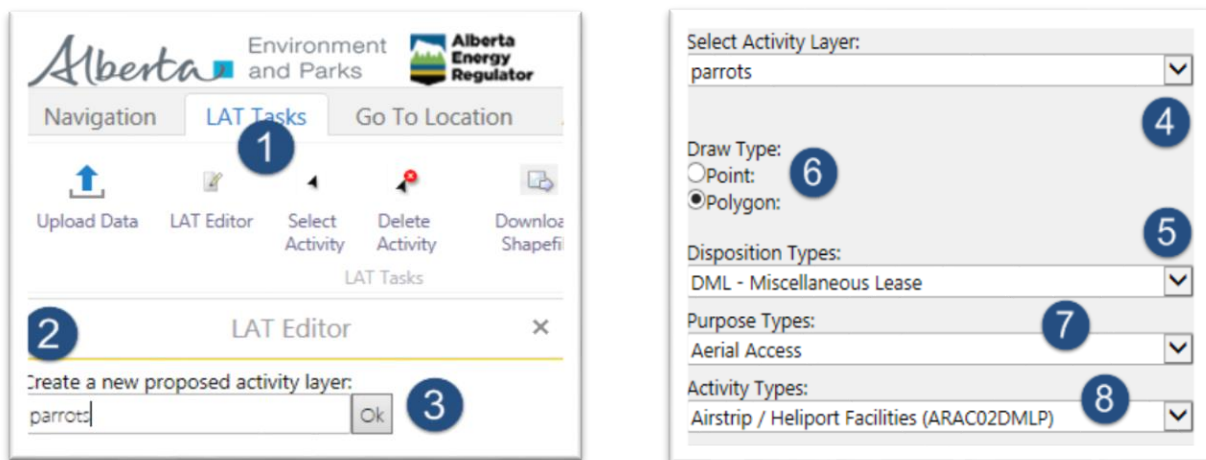 Alberta Environment and Parks Alberta Energy Regulator
Navigation LAT Tasks Go To Location
1
Upload Data LAT Editor Select Activity Delete Activity Downloa Shapefil
LAT Tasks
2 LAT Editor ×
Create a new proposed activity layer:
parrots Ok 3
Select Activity Layer:
parrots
4
Draw Type:
Point: 6
Polygon:
5
Disposition Types:
DML - Miscellaneous Lease
Purpose Types: 7
Aerial Access
Activity Types: 8
Airstrip / Heliport Facilities (ARAC02DMLP)